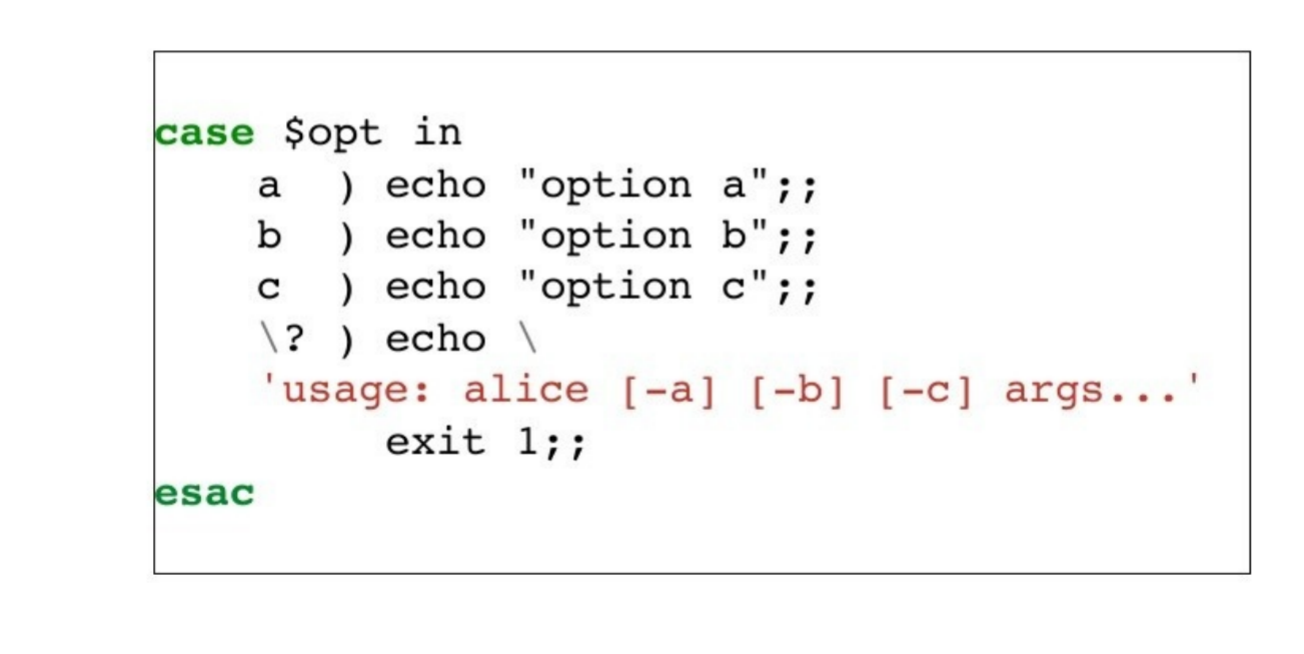 case $opt in
    a  ) echo "option a";;
    b  ) echo "option b";;
    c  ) echo "option c";;
    \? ) echo \
    'usage: alice [-a] [-b] [-c] args...'
         exit 1;;
esac